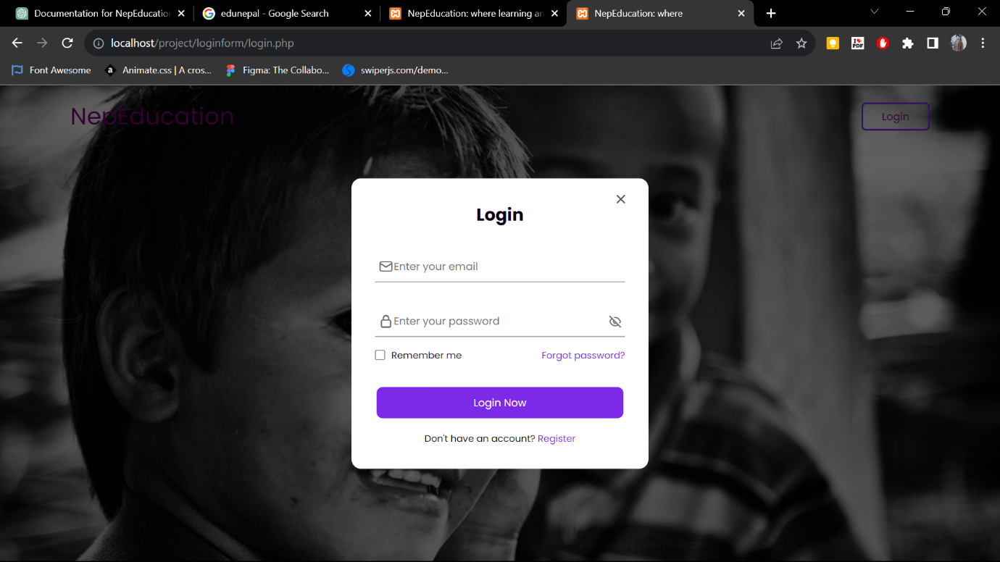 Documentation for NepEducation
edunepal - Google Search
NepEducation: where learning an
NepEducation: where
localhost/project/loginform/login.php
Font Awesome
a Animate.css | A cros...
Figma: The Collabo...
swiperjs.com/demo...
NepEducation
Login
Login
Enter your email
Enter your password
Remember me
Forgot password?
Login Now
Don't have an account? Register